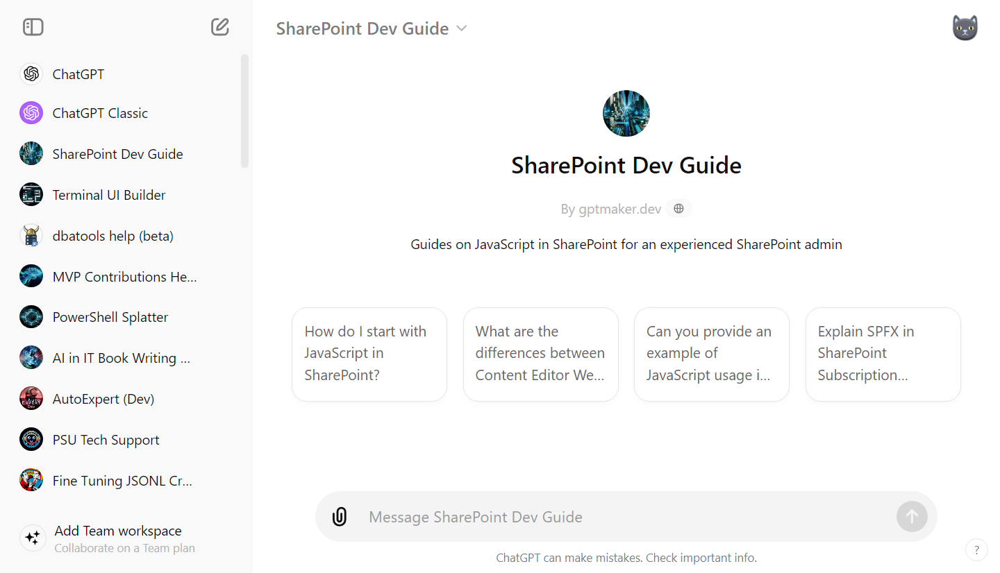 SharePoint Dev Guide
ChatGPT
ChatGPT Classic
SharePoint Dev Guide
Terminal UI Builder
dbatools help (beta)
MVP Contributions He...
PowerShell Splatter
AI in IT Book Writing ...
AutoExpert (Dev)
PSU Tech Support
Fine Tuning JSONL Cr...
Add Team workspace
Collaborate on a Team plan
SharePoint Dev Guide
By gptmaker.dev
Guides on JavaScript in SharePoint for an experienced SharePoint admin
How do I start with
JavaScript in
SharePoint?
What are the
differences between
Content Editor We...
Can you provide an
example of
JavaScript usage i...
Explain SPFX in
SharePoint
Subscription...
Message SharePoint Dev Guide
ChatGPT can make mistakes. Check important info.
?